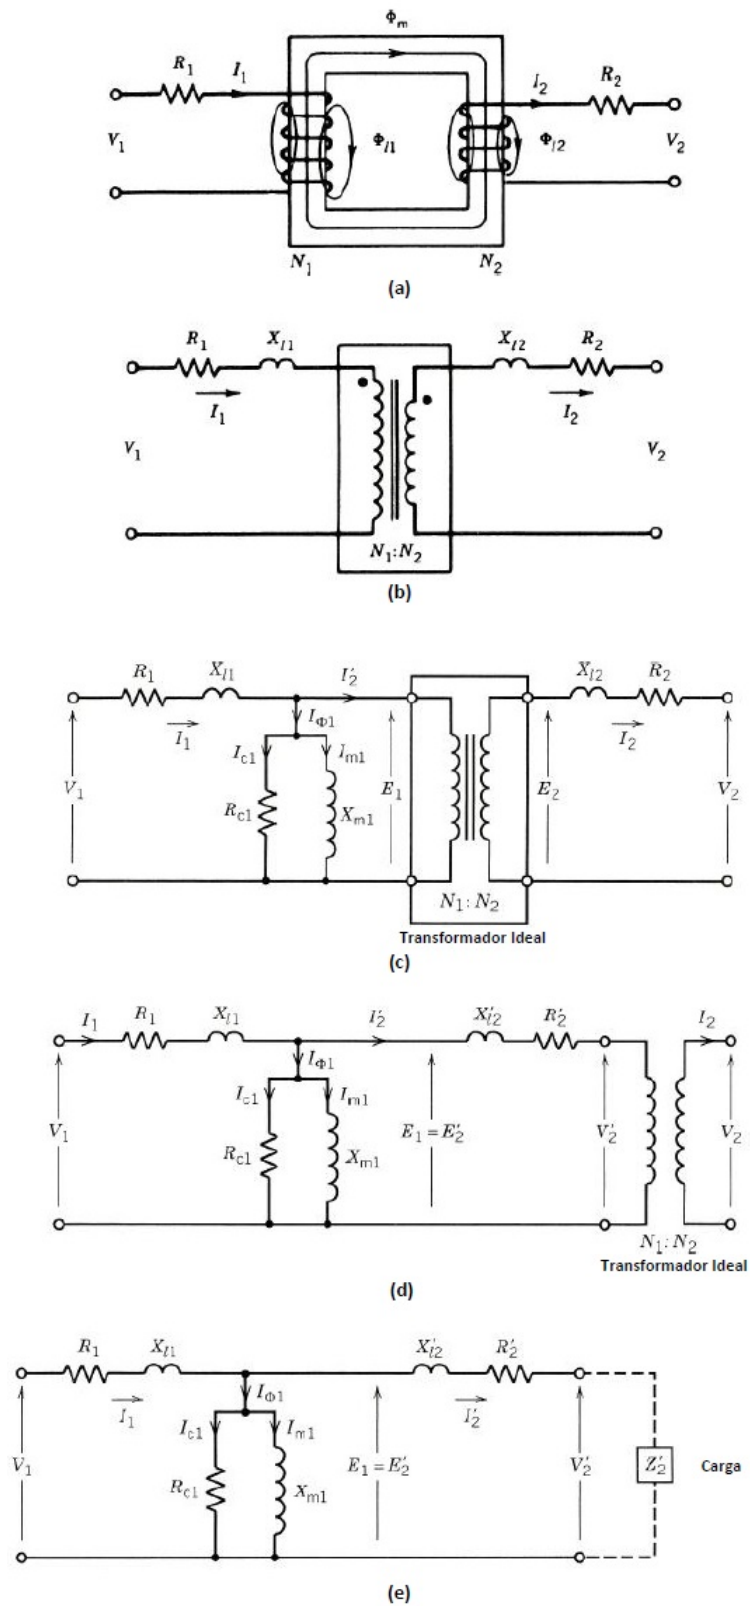 Φm
R1 I1 I2 R2
V1 Φl1 Φl2 V2
N1 N2
(a)
R1 Xl1 Xl2 R2
I1 I2
V1 V2
N1:N2
(b)
R1 Xl1 I′2 Xl2 R2
I1 IΦ1 I2
Ic1 Im1
V1 Rc1 Xm1 E1 E2 V2
N1:N2
Transformador Ideal
(c)
I1 R1 Xl1 I′2 X′l2 R′2 I2
IΦ1
Ic1 Im1
V1 Rc1 Xm1 E1 = E′2 V′2 V2
N1:N2
Transformador Ideal
(d)
R1 Xl1 X′l2 R′2
I1 IΦ1 I′2
Ic1 Im1
V1 Rc1 Xm1 E1 = E′2 V′2 Z′2 Carga
(e)